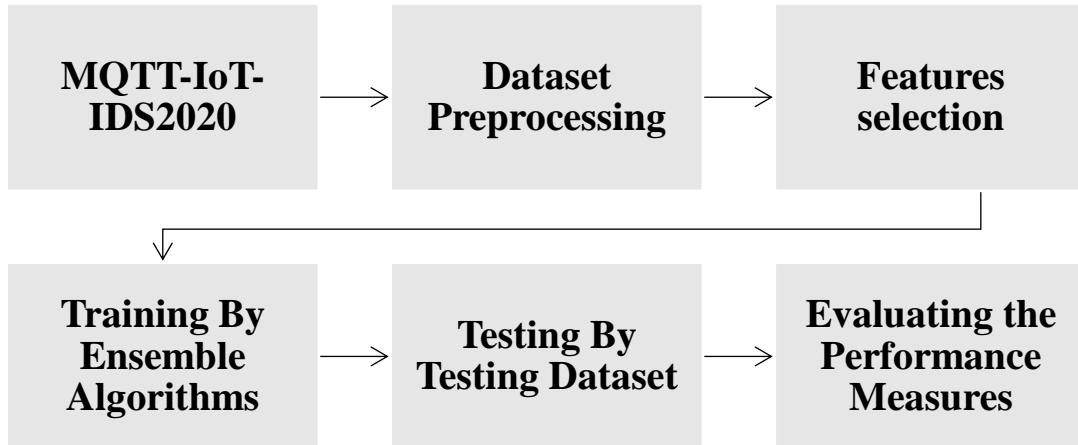 MQTT-IoT-
IDS2020
Dataset
Preprocessing
Features
selection
Training By
Ensemble
Algorithms
Testing By
Testing Dataset
Evaluating the
Performance
Measures